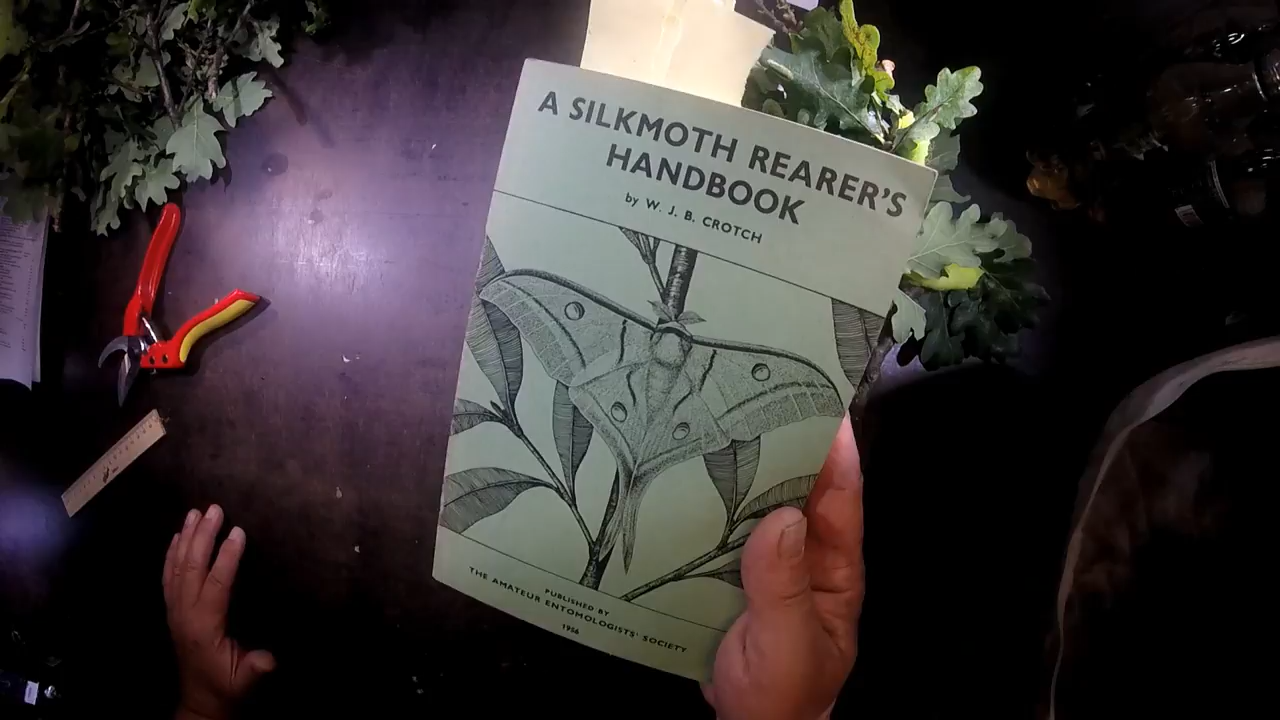 A SILKMOTH REARER'S
HANDBOOK
by W. J. B. CROTCH
PUBLISHED BY
THE AMATEUR ENTOMOLOGISTS' SOCIETY
1956